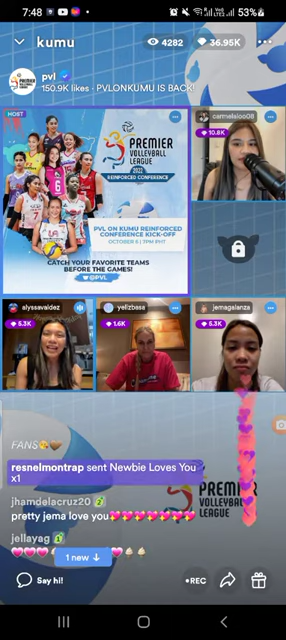 7:48
53%
kumu
4282
36.95K
pvl
150.9K likes • PVLONKUMU IS BACK!
HOST
PREMIER
VOLLEYBALL
LEAGUE
2022
REINFORCED CONFERENCE
PVL ON KUMU REINFORCED
CONFERENCE KICK-OFF
OCTOBER 6 | 7PM PHT
CATCH YOUR FAVORITE TEAMS
BEFORE THE GAMES!
@PVL
carmelaloo08
10.8K
alyssavaldez
5.3K
yelizbasa
1.6K
jemagalanza
5.3K
FANS
resnelmontrap sent Newbie Loves You
x1
jhamdelacruz20
pretty jema love you
jellayag
1 new ↓
PREMIER
VOLLEYBALL
LEAGUE
Say hi!
•REC